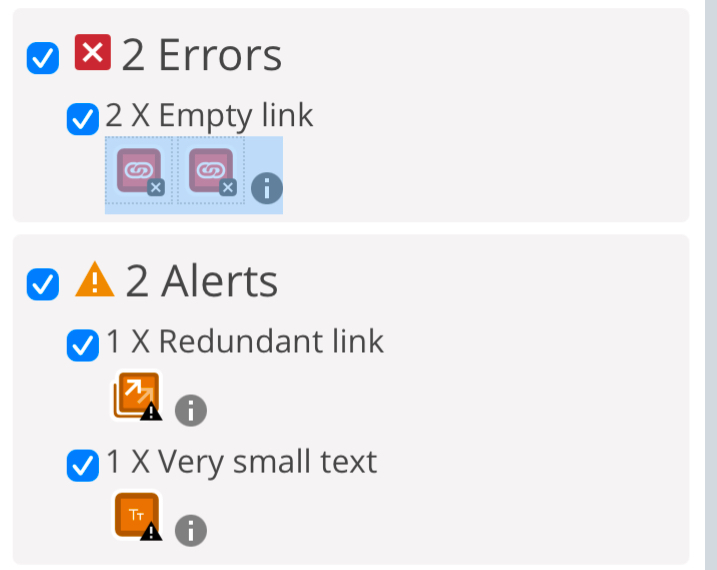 2 Errors
2 X Empty link
2 Alerts
1 X Redundant link
1 X Very small text